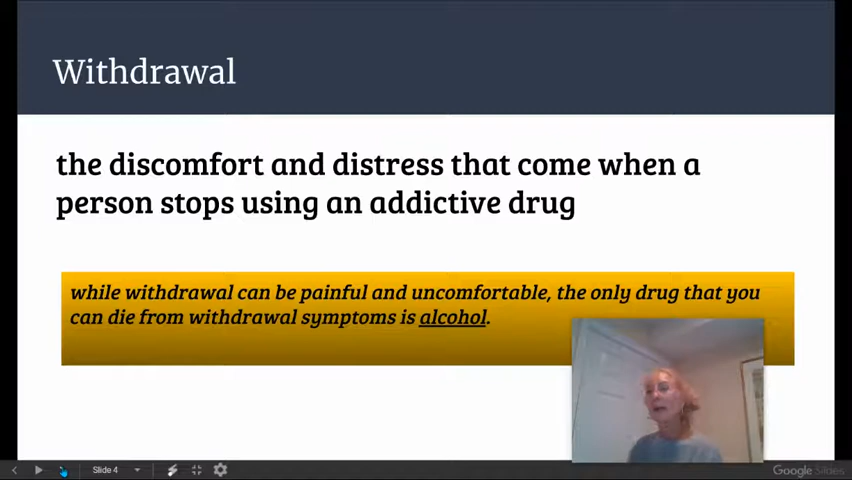 Withdrawal
the discomfort and distress that come when a
person stops using an addictive drug
while withdrawal can be painful and uncomfortable, the only drug that you
can die from withdrawal symptoms is alcohol.
Slide 4
Google Slides